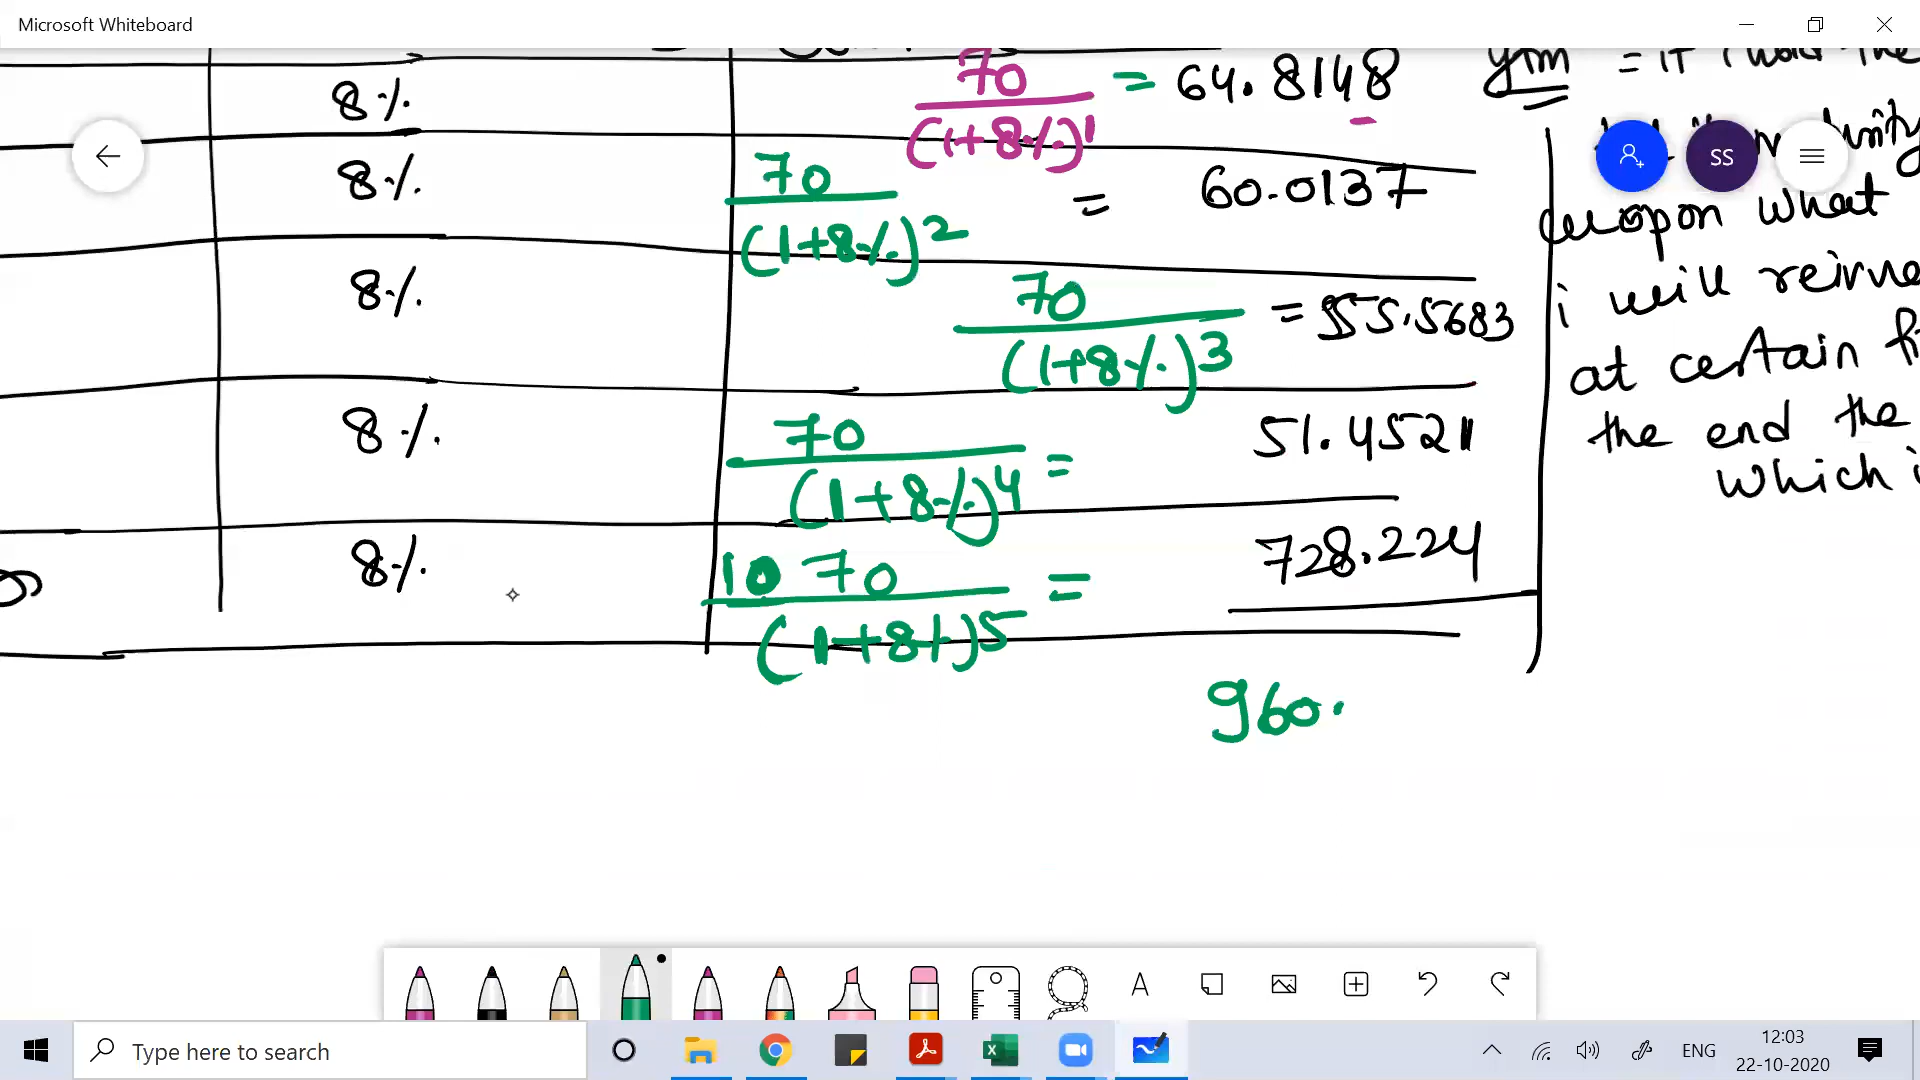 Microsoft Whiteboard
8% 70/(1+8%)^1 = 64.8148
ytm = if i
8% 70/(1+8%)^2 = 60.0137
SS
upon what
8% 70/(1+8%)^3 = 55.5683
i will
at certain
8% 70/(1+8%)^4 = 51.4521
the end the
which i
8% 1070/(1+8%)^5 = 728.224
960.
A
Type here to search
ENG
12:03
22-10-2020